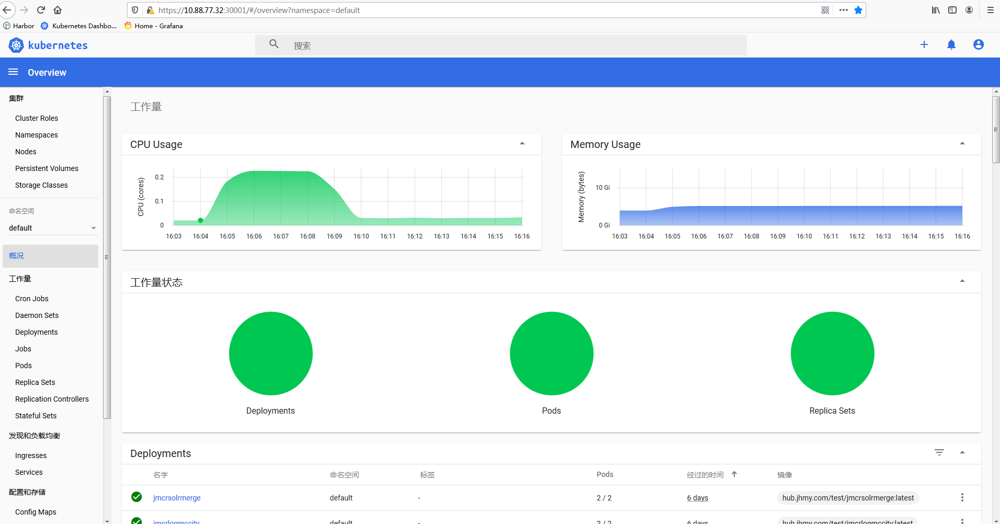 https://10.88.77.32:30001/#/overview?namespace=default
Harbor Kubernetes Dashbo... Home - Grafana
kubernetes
搜索
Overview
集群
Cluster Roles
Namespaces
Nodes
Persistent Volumes
Storage Classes
命名空间
default
概况
工作量
Cron Jobs
Daemon Sets
Deployments
Jobs
Pods
Replica Sets
Replication Controllers
Stateful Sets
发现和负载均衡
Ingresses
Services
配置和存储
Config Maps
工作量
CPU Usage
CPU (cores)
0.2
0.1
0
16:03 16:04 16:05 16:06 16:07 16:08 16:09 16:10 16:11 16:12 16:13 16:14 16:15 16:16
Memory Usage
Memory (bytes)
10 Gi
0 Gi
16:03 16:04 16:05 16:06 16:07 16:08 16:09 16:10 16:11 16:12 16:13 16:14 16:15 16:16
工作量状态
Deployments
Pods
Replica Sets
Deployments
名字 命名空间 标签 Pods 经过的时间 镜像
jmcrsolrmerge default - 2 / 2 6 days hub.jhmy.com/test/jmcrsolrmerge:latest
jmcrlogmccity default - 2 / 2 6 days hub.jhmy.com/test/jmcrlogmccity:latest